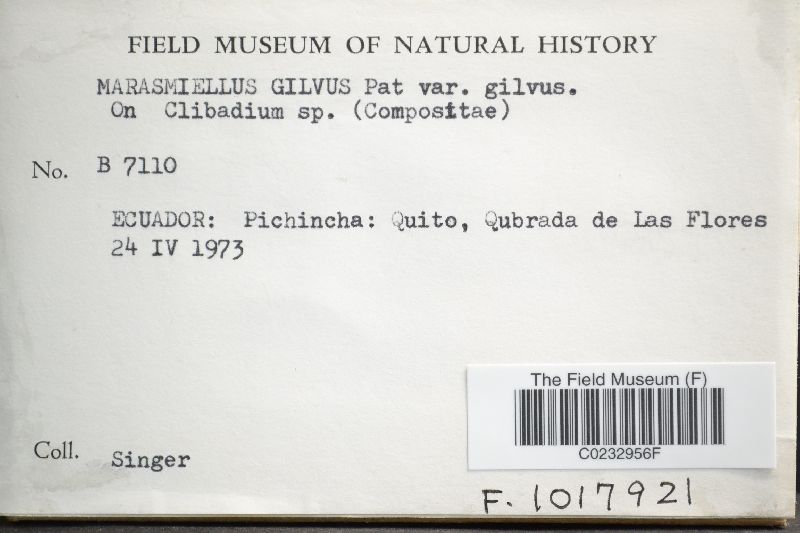 FIELD MUSEUM OF NATURAL HISTORY
MARASMIELLUS GILVUS Pat var. gilvus.
On Clibadium sp. (Compositae)
No. B 7110
ECUADOR: Pichincha: Quito, Qubrada de Las Flores
24 IV 1973
The Field Museum (F)
C0232956F
Coll. Singer
F. 1017921